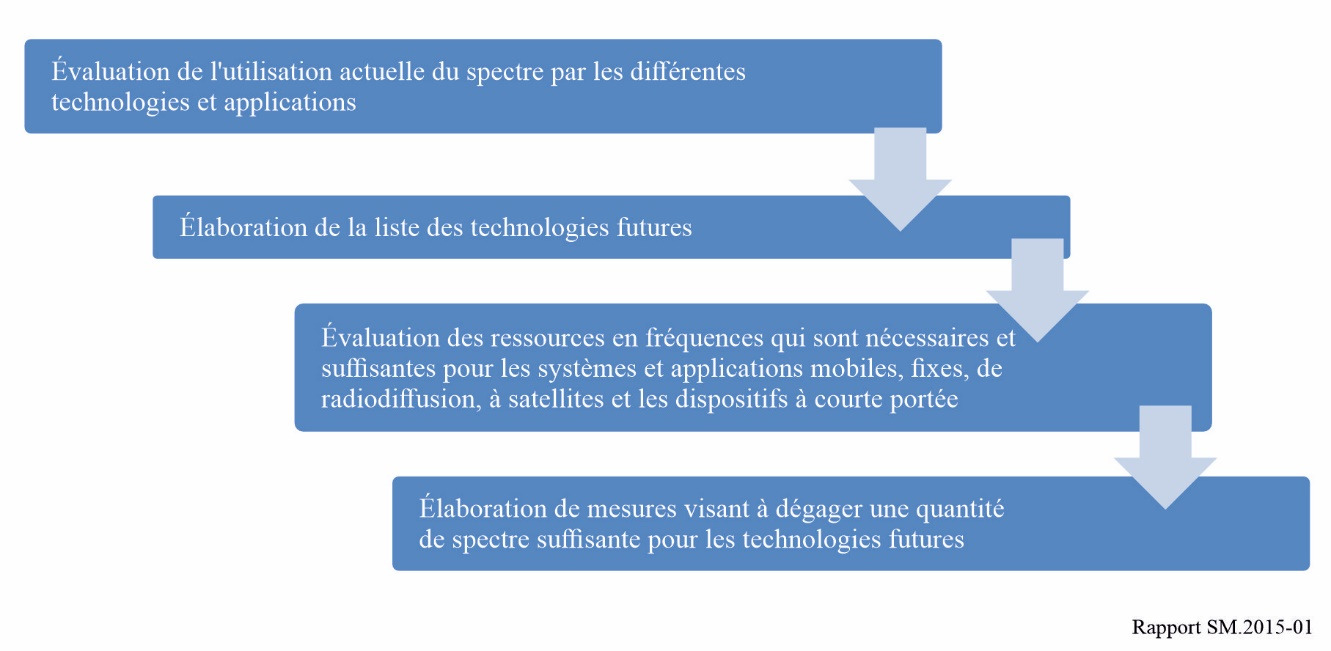 Évaluation de l'utilisation actuelle du spectre par les différentes
technologies et applications
Élaboration de la liste des technologies futures
Évaluation des ressources en fréquences qui sont nécessaires et
suffisantes pour les systèmes et applications mobiles, fixes, de
radiodiffusion, à satellites et les dispositifs à courte portée
Élaboration de mesures visant à dégager une quantité
de spectre suffisante pour les technologies futures
Rapport SM.2015-01